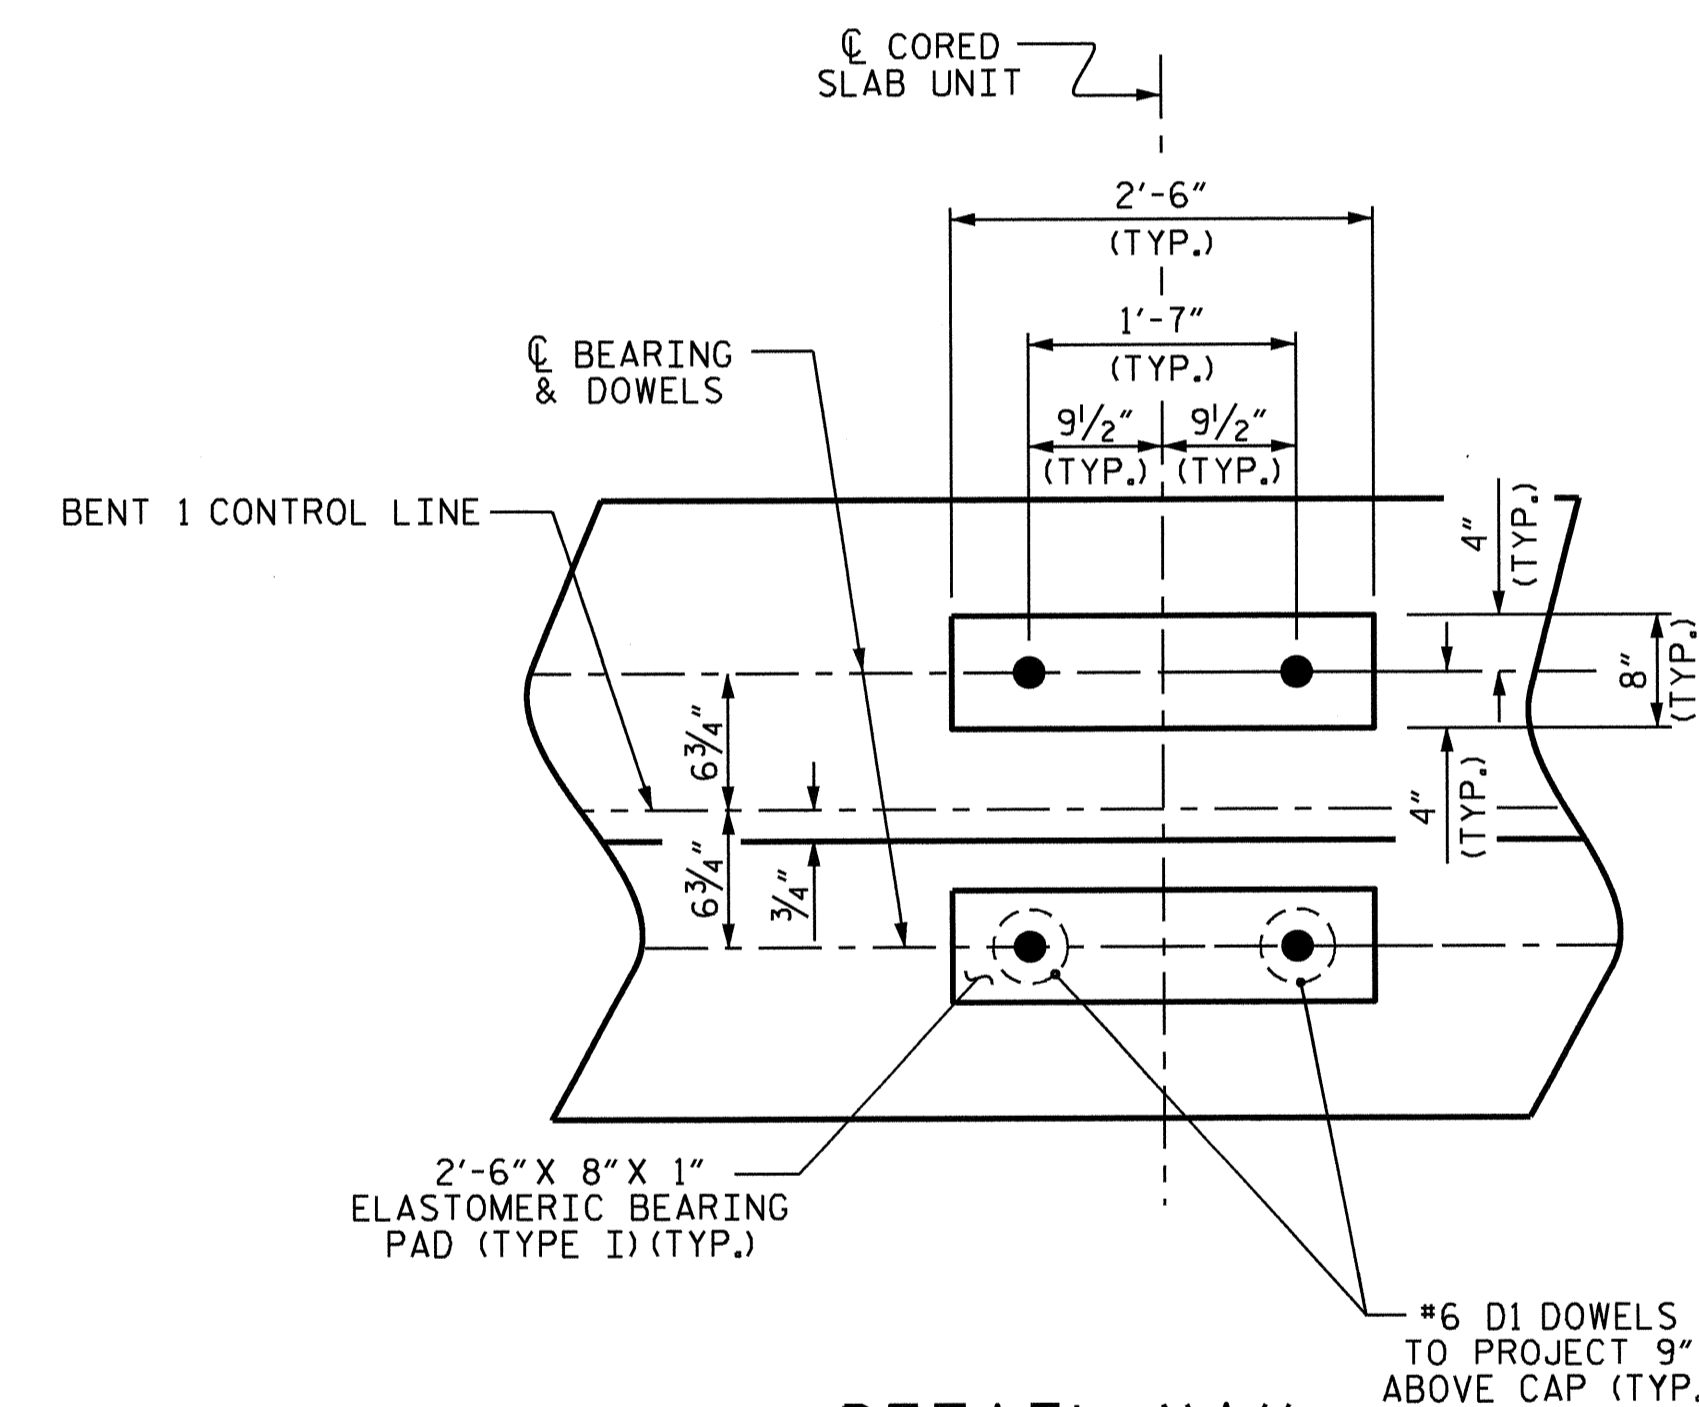 ℄ CORED
SLAB UNIT
2'-6"
(TYP.)
1'-7"
(TYP.)
℄ BEARING
& DOWELS
9½" 9½"
(TYP.) (TYP.)
BENT 1 CONTROL LINE
4"
(TYP.)
8"
(TYP.)
6¾"
4"
(TYP.)
6¾"
¾"
2'-6" X 8" X 1"
ELASTOMERIC BEARING
PAD (TYPE I) (TYP.)
#6 D1 DOWELS
TO PROJECT 9"
ABOVE CAP (TYP.